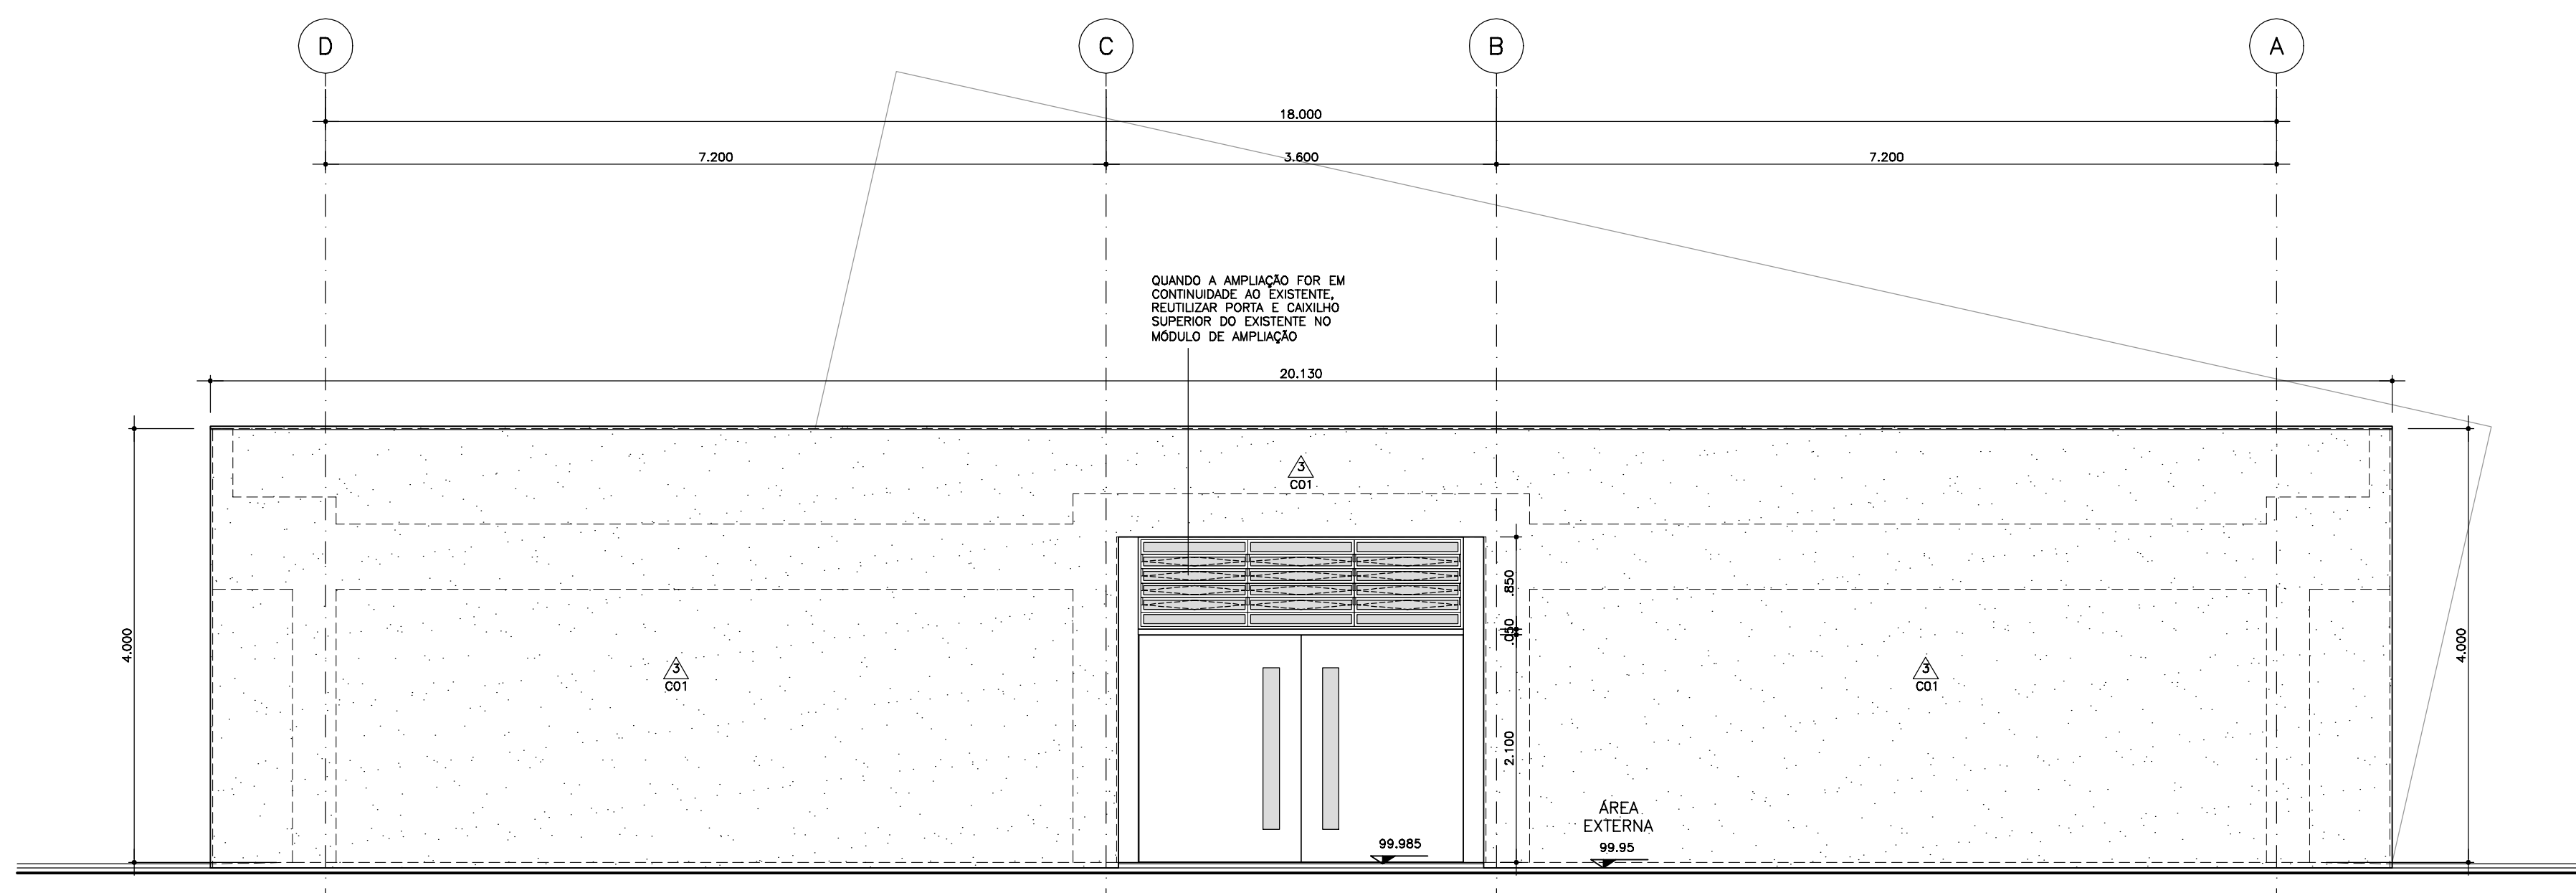 D
C
B
A
18.000
7.200
3.600
7.200
QUANDO A AMPLIAÇÃO FOR EM
CONTINUIDADE AO EXISTENTE,
REUTILIZAR PORTA E CAIXILHO
SUPERIOR DO EXISTENTE NO
MÓDULO DE AMPLIAÇÃO
20.130
3
C01
.850
.050
2.100
4.000
3
C01
3
C01
4.000
ÁREA
EXTERNA
99.985
99.95